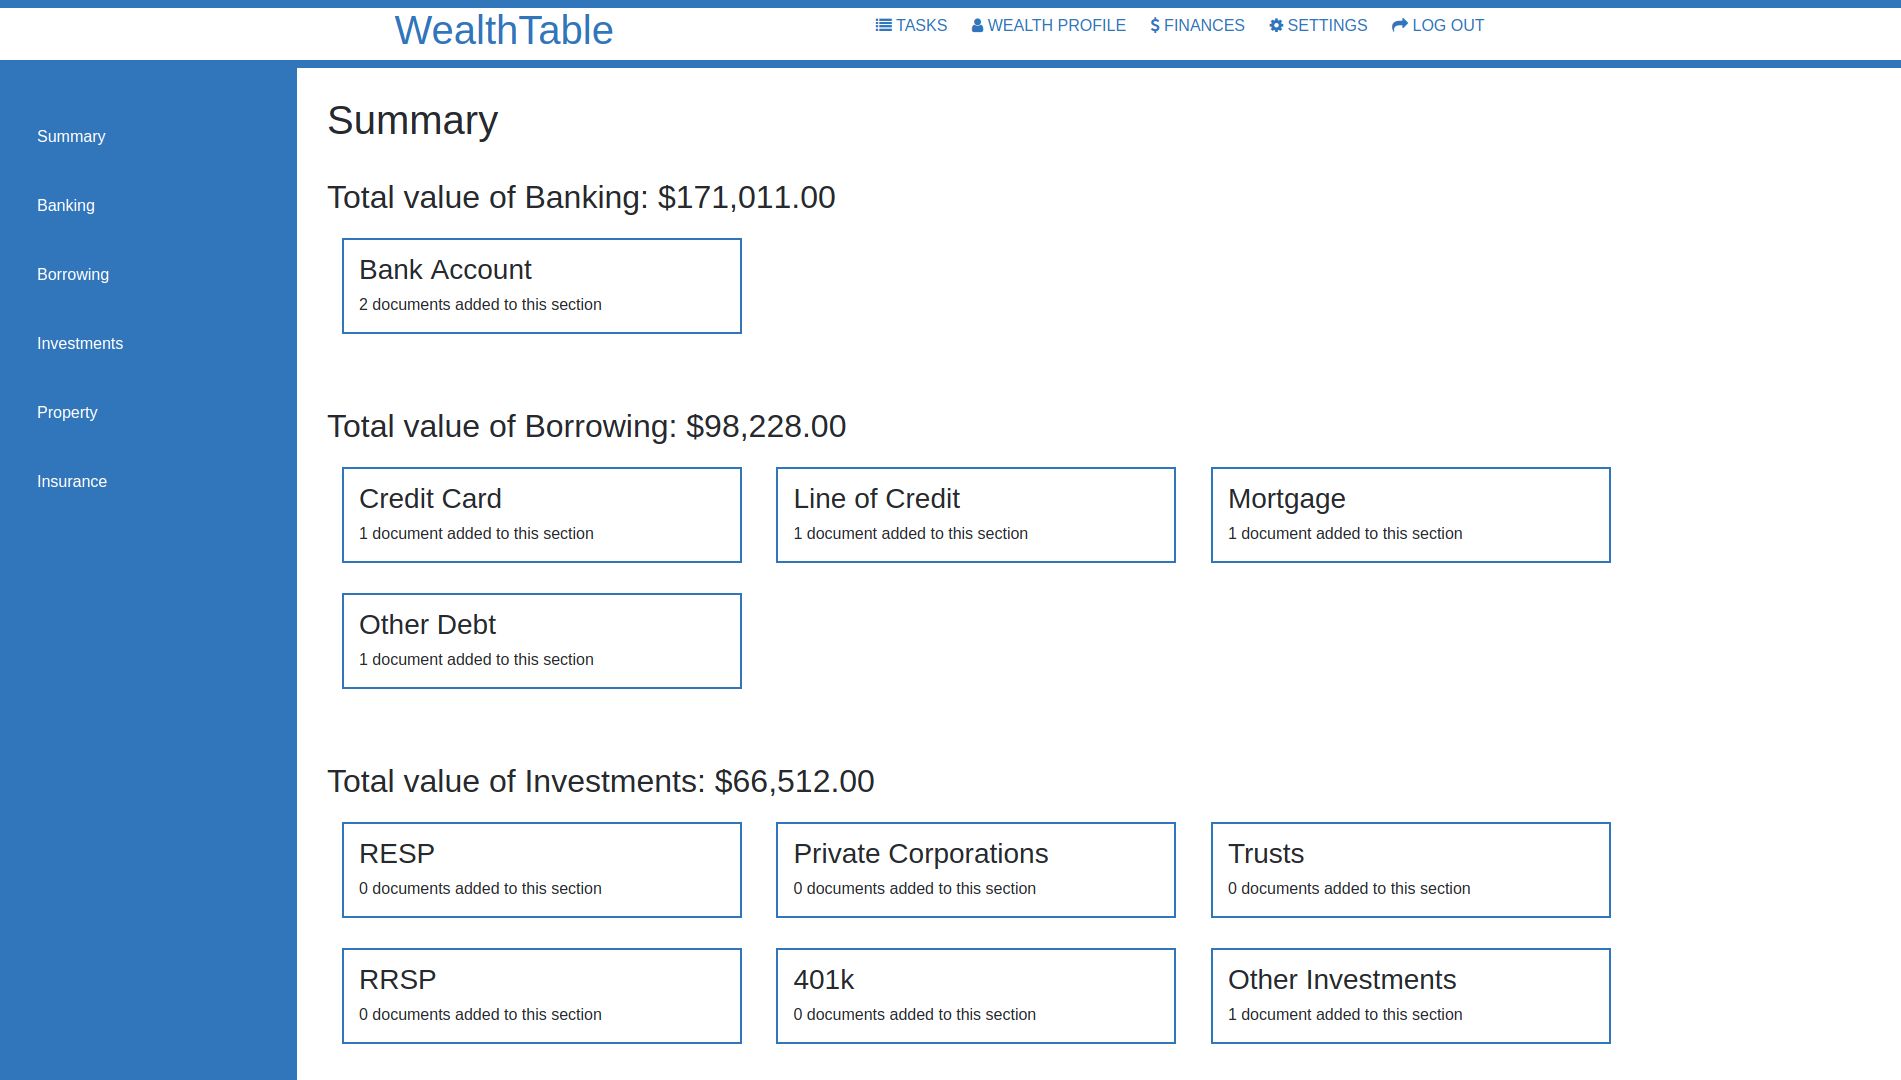 WealthTable
TASKS WEALTH PROFILE $ FINANCES SETTINGS LOG OUT
Summary
Banking
Borrowing
Investments
Property
Insurance
Summary
Total value of Banking: $171,011.00
Bank Account
2 documents added to this section
Total value of Borrowing: $98,228.00
Credit Card
1 document added to this section
Line of Credit
1 document added to this section
Mortgage
1 document added to this section
Other Debt
1 document added to this section
Total value of Investments: $66,512.00
RESP
0 documents added to this section
Private Corporations
0 documents added to this section
Trusts
0 documents added to this section
RRSP
0 documents added to this section
401k
0 documents added to this section
Other Investments
1 document added to this section